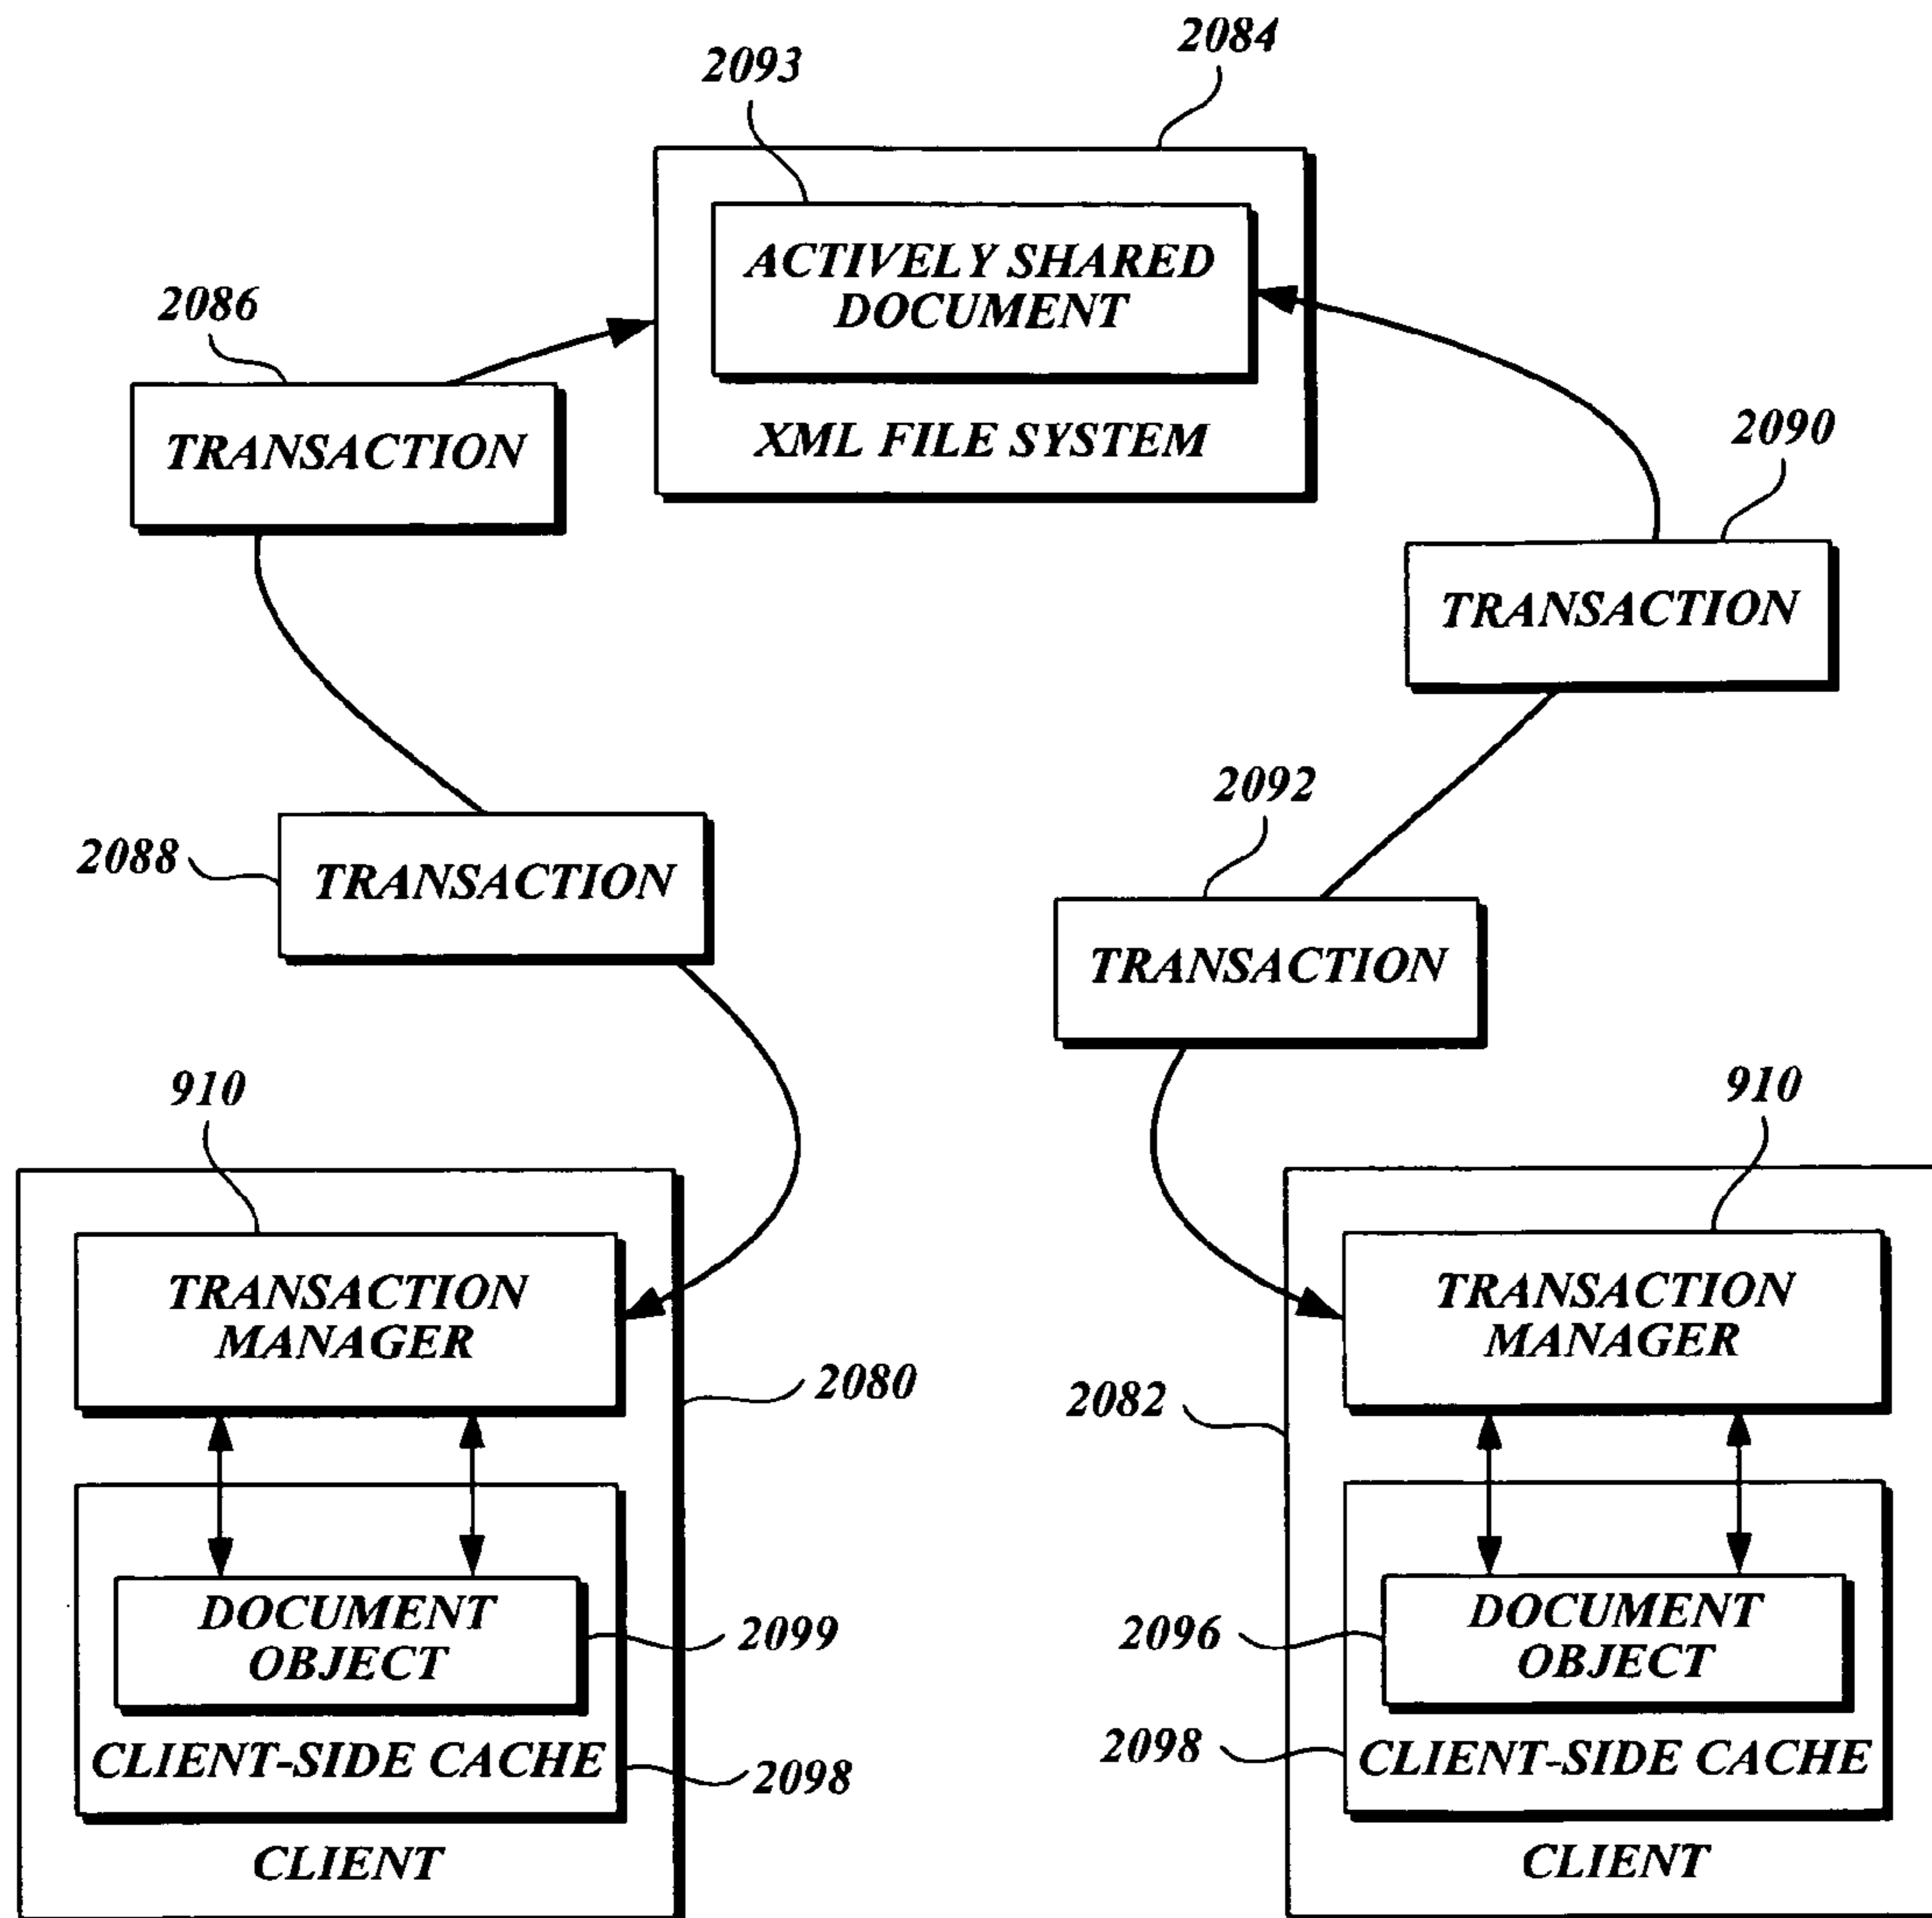 2084
2093
ACTIVELY SHARED
DOCUMENT
XML FILE SYSTEM
2086
TRANSACTION
2090
TRANSACTION
2088
TRANSACTION
2092
TRANSACTION
910
TRANSACTION
MANAGER
2080
DOCUMENT
OBJECT
2099
CLIENT-SIDE CACHE
2098
CLIENT
910
TRANSACTION
MANAGER
2082
DOCUMENT
OBJECT
2096
2098
CLIENT-SIDE CACHE
CLIENT